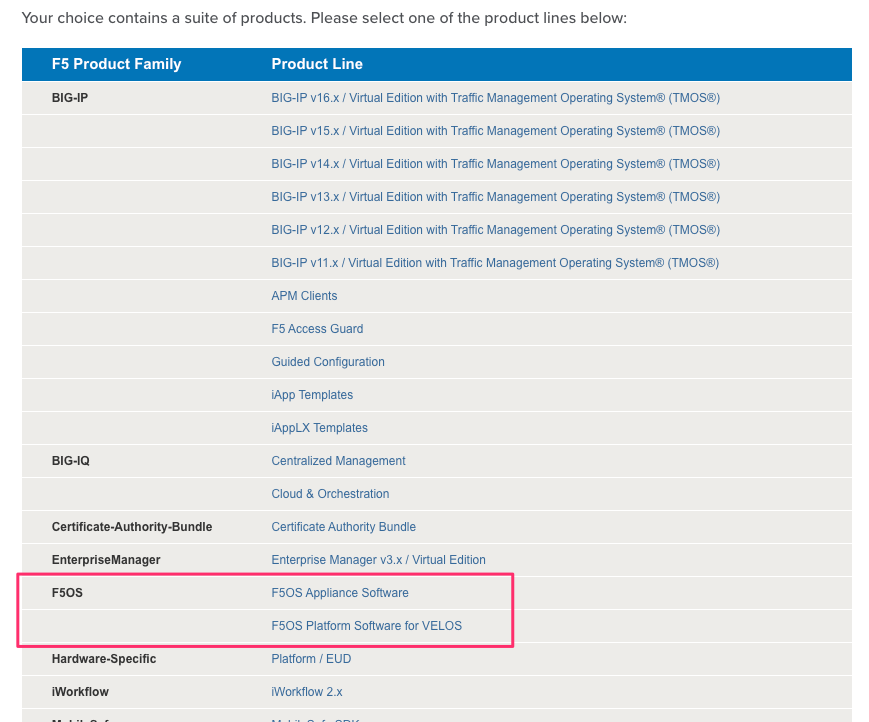 Your choice contains a suite of products. Please select one of the product lines below:
F5 Product Family Product Line
BIG-IP BIG-IP v16.x / Virtual Edition with Traffic Management Operating System® (TMOS®)
BIG-IP v15.x / Virtual Edition with Traffic Management Operating System® (TMOS®)
BIG-IP v14.x / Virtual Edition with Traffic Management Operating System® (TMOS®)
BIG-IP v13.x / Virtual Edition with Traffic Management Operating System® (TMOS®)
BIG-IP v12.x / Virtual Edition with Traffic Management Operating System® (TMOS®)
BIG-IP v11.x / Virtual Edition with Traffic Management Operating System® (TMOS®)
APM Clients
F5 Access Guard
Guided Configuration
iApp Templates
iAppLX Templates
BIG-IQ Centralized Management
Cloud & Orchestration
Certificate-Authority-Bundle Certificate Authority Bundle
EnterpriseManager Enterprise Manager v3.x / Virtual Edition
F5OS F5OS Appliance Software
F5OS Platform Software for VELOS
Hardware-Specific Platform / EUD
iWorkflow iWorkflow 2.x